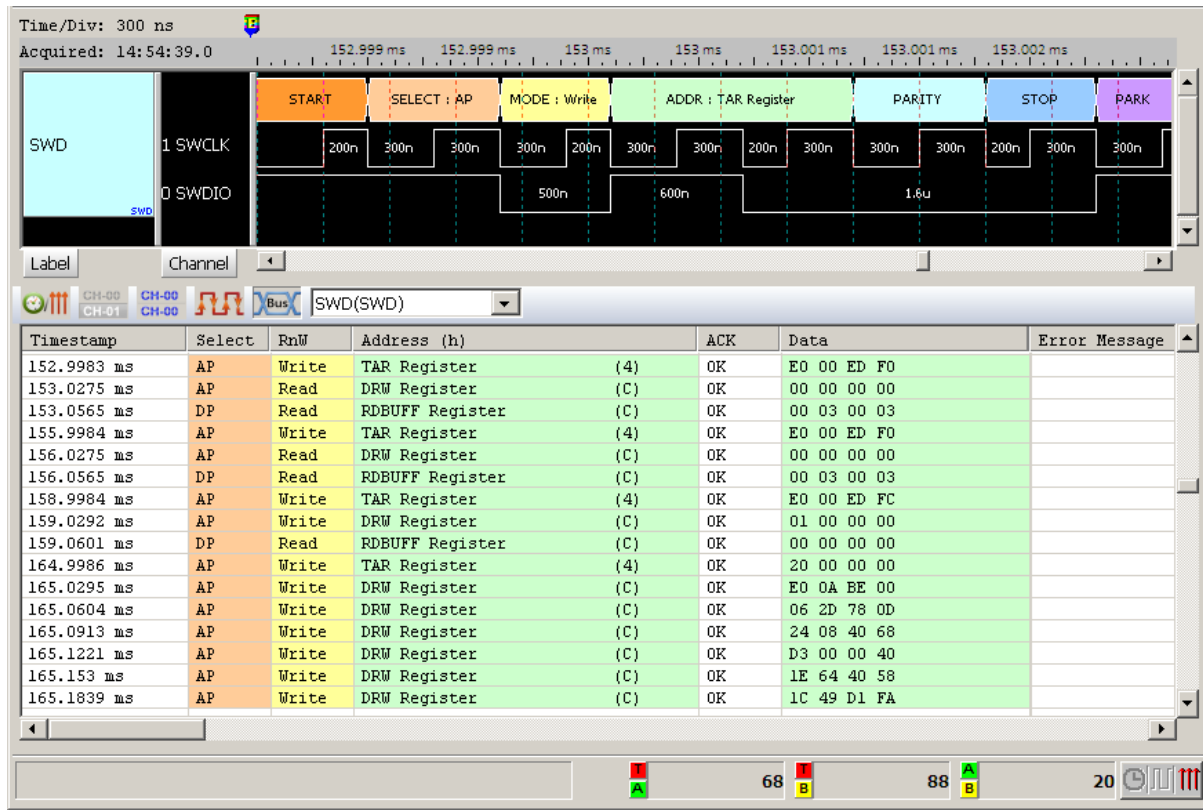 Time/Div: 300 ns
Acquired: 14:54:39.0 152.999 ms 152.999 ms 153 ms 153 ms 153.001 ms 153.001 ms 153.002 ms
START SELECT : AP MODE : Write ADDR : TAR Register PARITY STOP PARK
SWD 1 SWCLK 200n 300n 300n 300n 200n 300n 300n 200n 300n 300n 300n 200n 300n 300n
0 SWDIO 500n 600n 1.6u
SWD
Label Channel
CH-00 CH-00
CH-01 CH-00 Bus SWD(SWD)
Timestamp Select RnW Address (h) ACK Data Error Message
152.9983 ms AP Write TAR Register (4) OK E0 00 ED F0
153.0275 ms AP Read DRW Register (C) OK 00 00 00 00
153.0565 ms DP Read RDBUFF Register (C) OK 00 03 00 03
155.9984 ms AP Write TAR Register (4) OK E0 00 ED F0
156.0275 ms AP Read DRW Register (C) OK 00 00 00 00
156.0565 ms DP Read RDBUFF Register (C) OK 00 03 00 03
158.9984 ms AP Write TAR Register (4) OK E0 00 ED FC
159.0292 ms AP Write DRW Register (C) OK 01 00 00 00
159.0601 ms DP Read RDBUFF Register (C) OK 00 00 00 00
164.9986 ms AP Write TAR Register (4) OK 20 00 00 00
165.0295 ms AP Write DRW Register (C) OK E0 0A BE 00
165.0604 ms AP Write DRW Register (C) OK 06 2D 78 0D
165.0913 ms AP Write DRW Register (C) OK 24 08 40 68
165.1221 ms AP Write DRW Register (C) OK D3 00 00 40
165.153 ms AP Write DRW Register (C) OK 1E 64 40 58
165.1839 ms AP Write DRW Register (C) OK 1C 49 D1 FA
T A 68 T B 88 A B 20